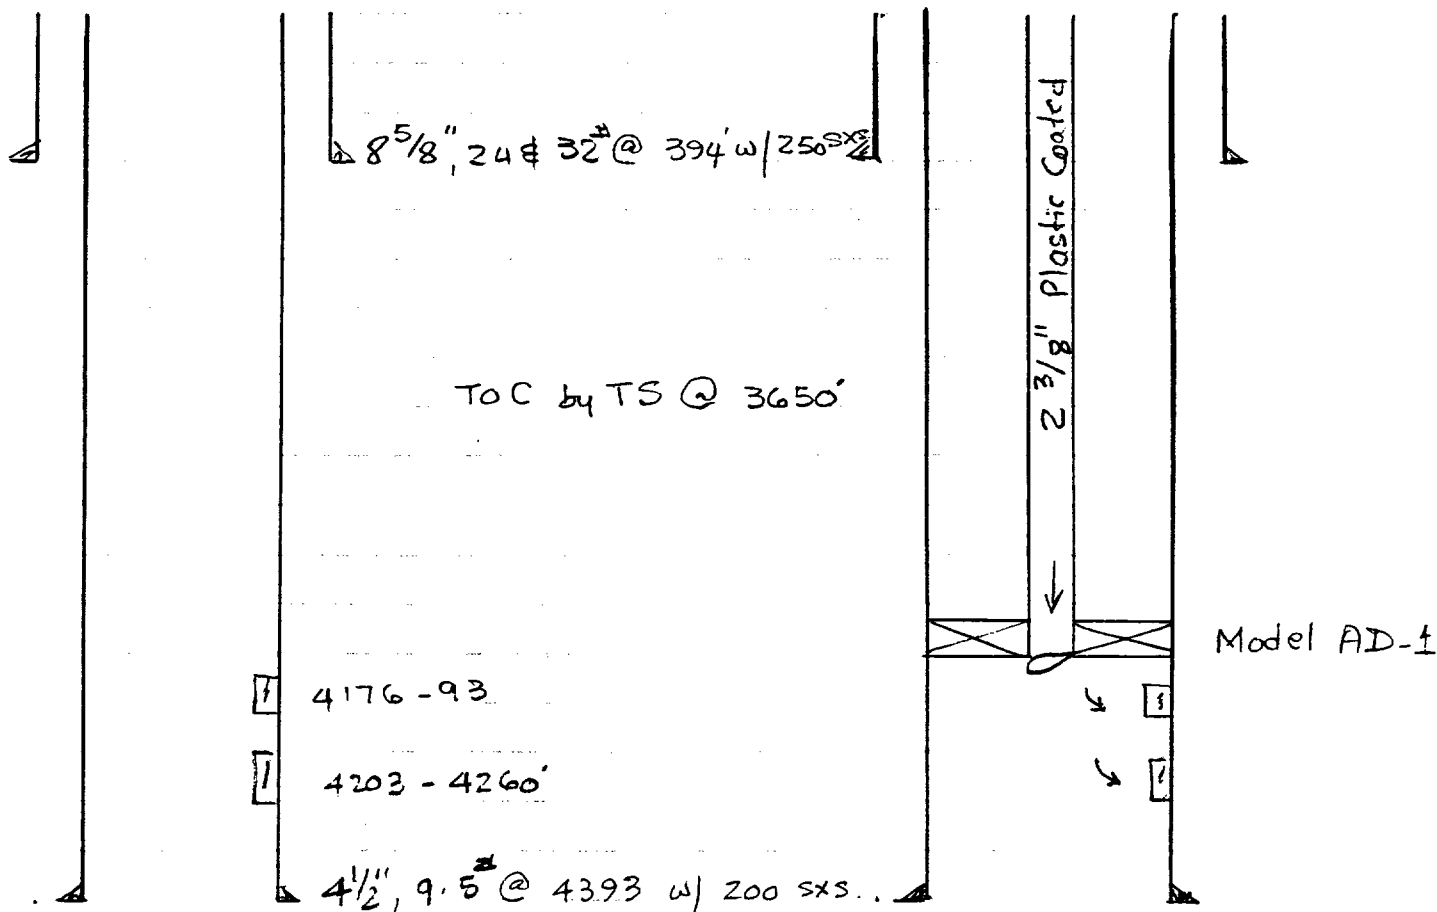 8 5/8", 24 & 32# @ 394' w/250 sxs
2 3/8" Plastic Coated
ToC by TS @ 3650'
Model AD-1
4176 - 93
4203 - 4260'
4 1/2", 9.5# @ 4393 w/ 200 sxs.